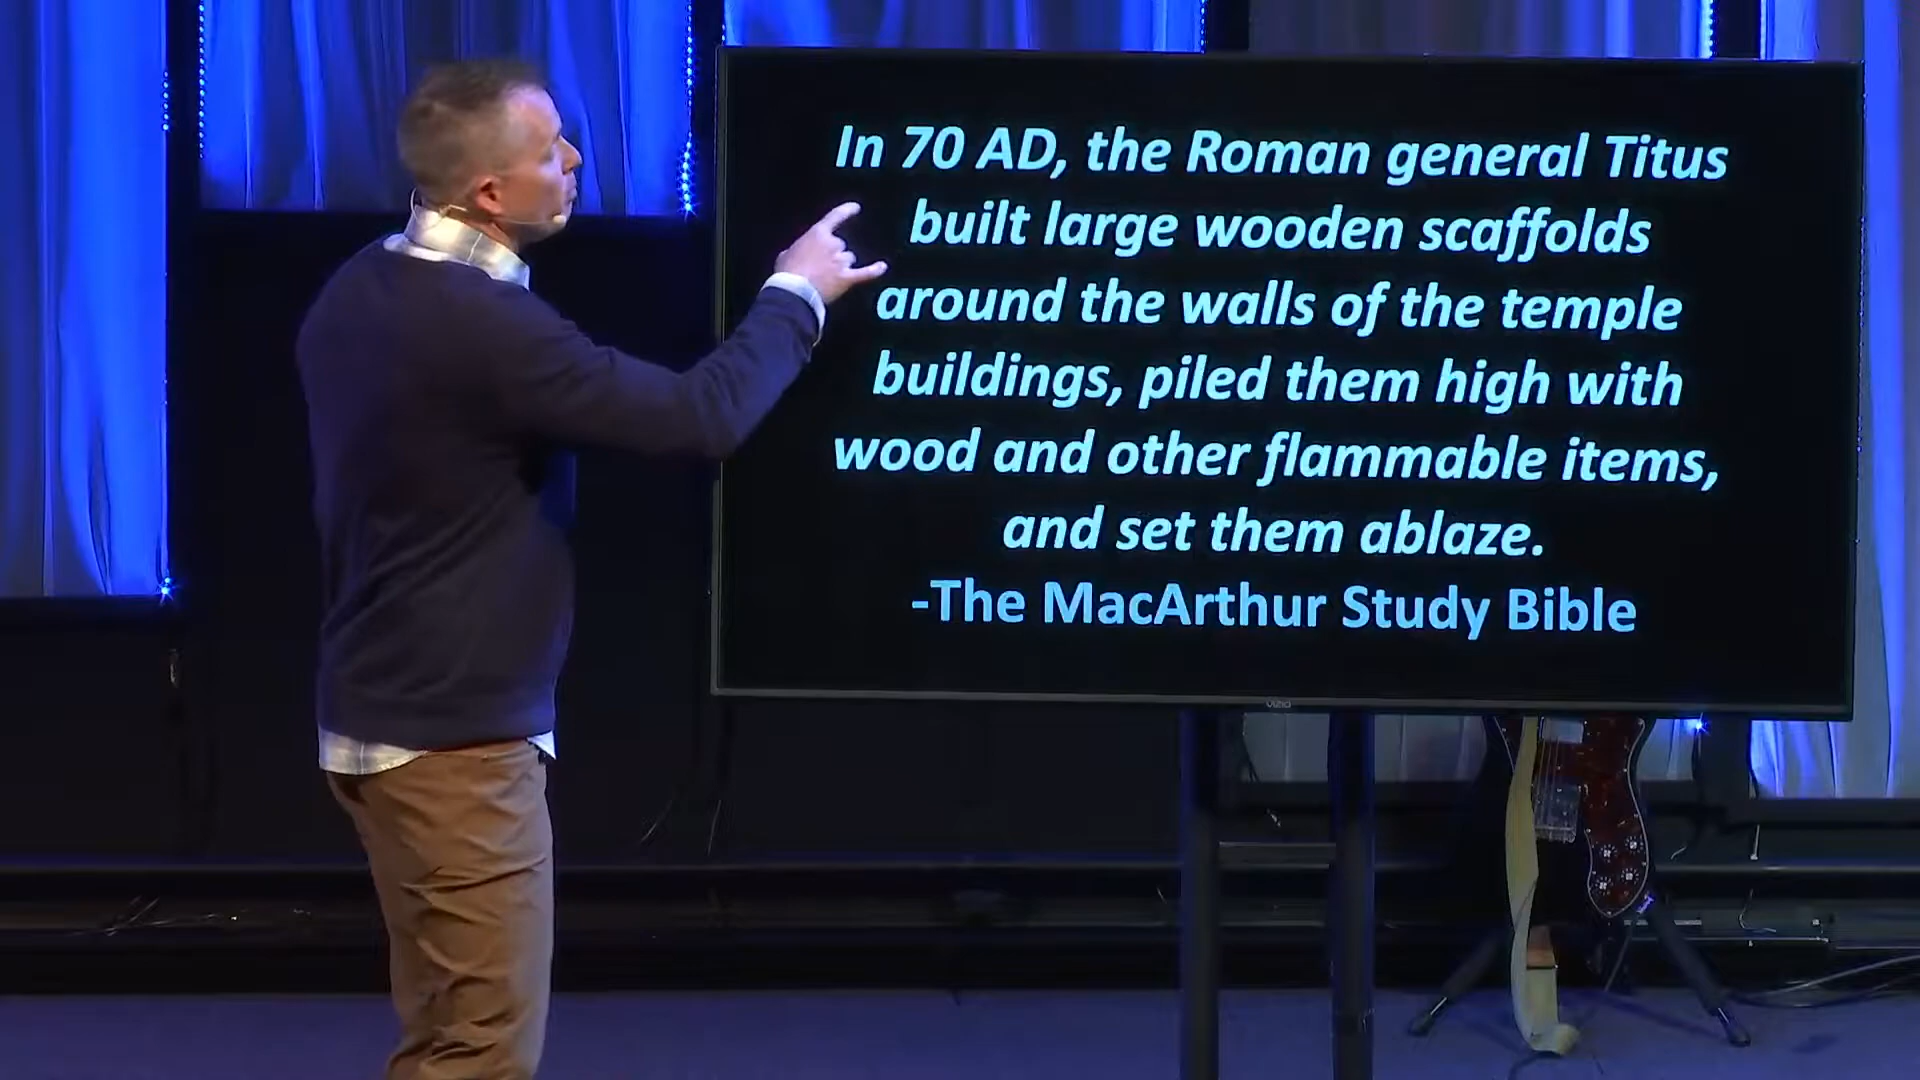 In 70 AD, the Roman general Titus
built large wooden scaffolds
around the walls of the temple
buildings, piled them high with
wood and other flammable items,
and set them ablaze.
-The MacArthur Study Bible
VIZIO